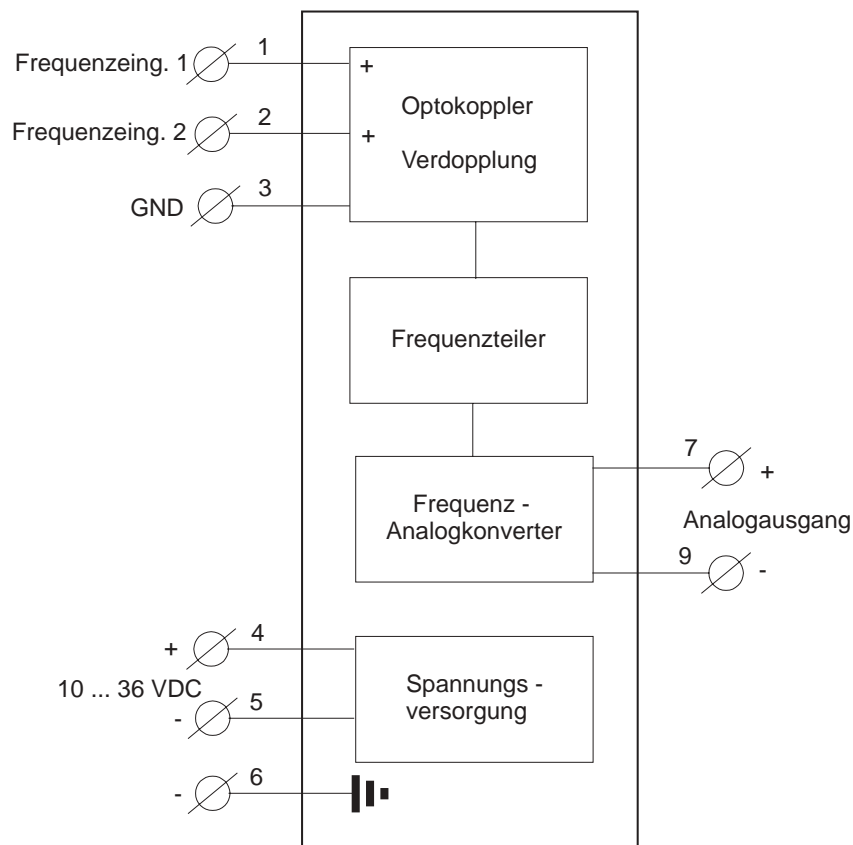 Frequenzeing. 1
1
+
Optokoppler
Frequenzeing. 2
2
+
Verdopplung
GND
3
Frequenzteiler
7
+
Frequenz -
Analogkonverter
Analogausgang
9
-
+
4
10 ... 36 VDC
-
5
Spannungs -
versorgung
-
6